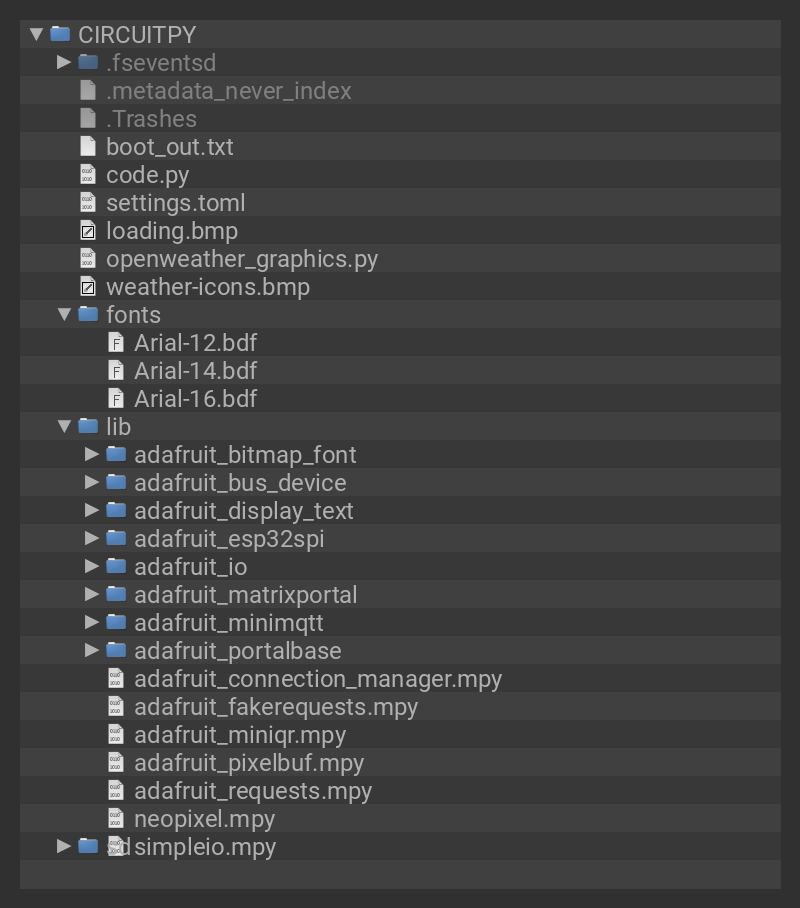 CIRCUITPY
.fseventsd
.metadata_never_index
.Trashes
boot_out.txt
code.py
settings.toml
loading.bmp
openweather_graphics.py
weather-icons.bmp
fonts
Arial-12.bdf
Arial-14.bdf
Arial-16.bdf
lib
adafruit_bitmap_font
adafruit_bus_device
adafruit_display_text
adafruit_esp32spi
adafruit_io
adafruit_matrixportal
adafruit_minimqtt
adafruit_portalbase
adafruit_connection_manager.mpy
adafruit_fakerequests.mpy
adafruit_miniqr.mpy
adafruit_pixelbuf.mpy
adafruit_requests.mpy
neopixel.mpy
sd simpleio.mpy